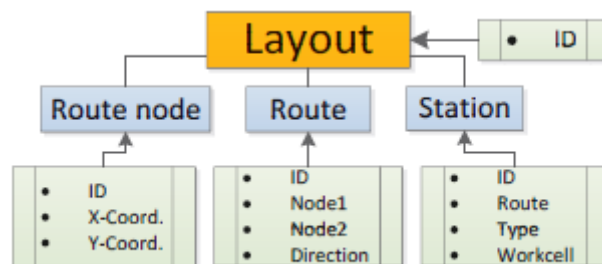 Layout
• ID
Route node
Route
Station
• ID
• X-Coord.
• Y-Coord.
• ID
• Node1
• Node2
• Direction
• ID
• Route
• Type
• Workcell